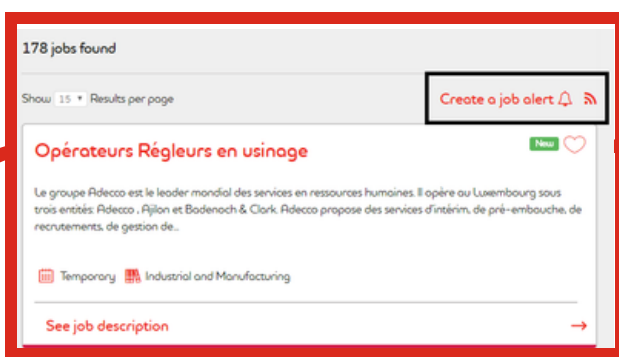 178 jobs found
Show 15 Results per page
Create a job alert
Opérateurs Régleurs en usinage
New
Le groupe Adecco est le leader mondial des services en ressources humaines. Il opère au Luxembourg sous
trois entités: Adecco , Ajilon et Badenoch & Clark. Adecco propose des services d'intérim, de pré-embauche, de
recrutements, de gestion de...
Temporary Industrial and Manufacturing
See job description →